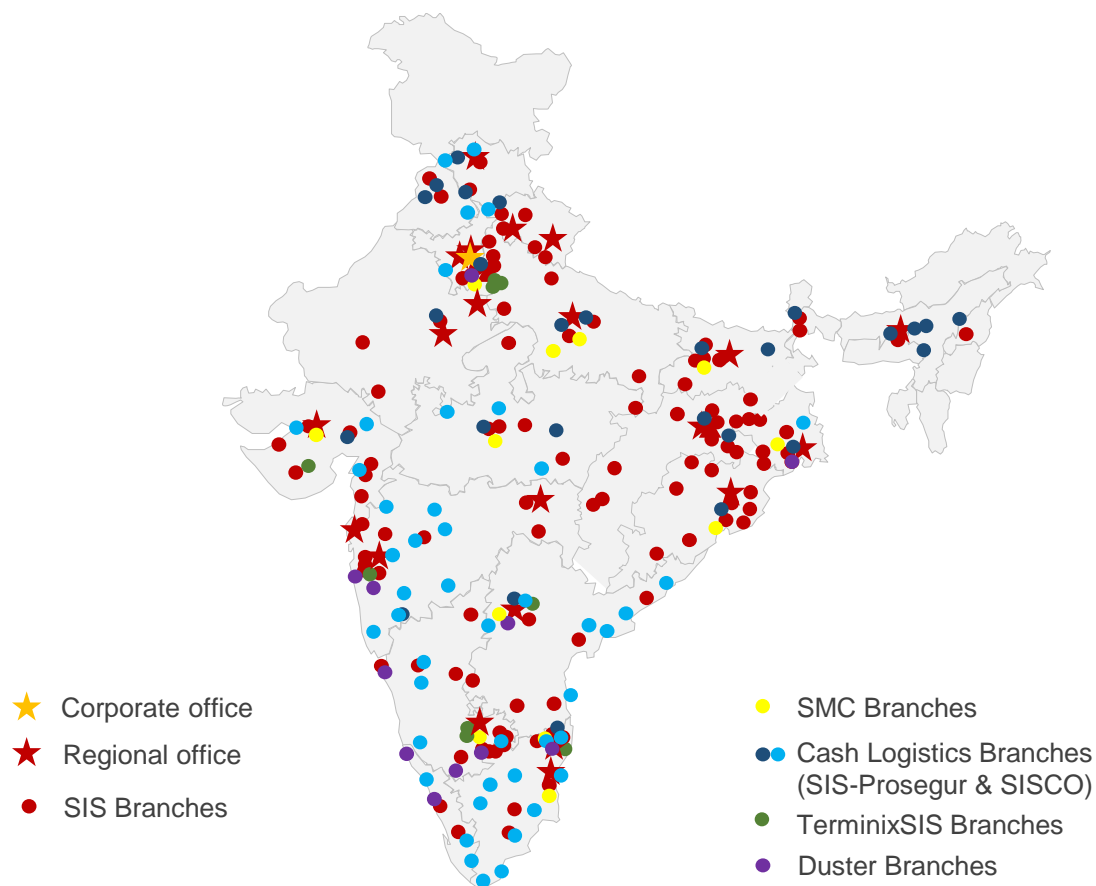 Corporate office
Regional office
SIS Branches
SMC Branches
Cash Logistics Branches
(SIS-Prosegur & SISCO)
TerminixSIS Branches
Duster Branches